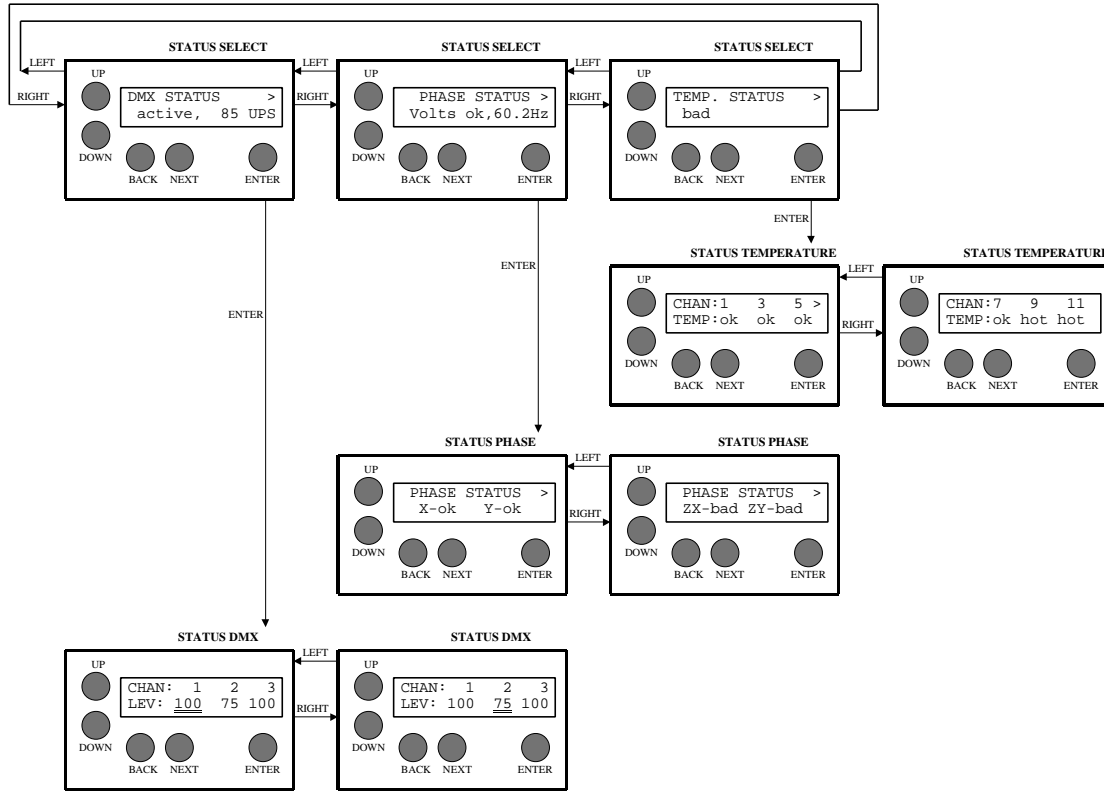 STATUS SELECT
LEFT
RIGHT
UP
DOWN
DMX STATUS >
active, 85 UPS
BACK NEXT ENTER
STATUS SELECT
LEFT
RIGHT
UP
DOWN
PHASE STATUS >
Volts ok,60.2Hz
BACK NEXT ENTER
STATUS SELECT
LEFT
RIGHT
UP
DOWN
TEMP. STATUS >
bad
BACK NEXT ENTER
ENTER
ENTER
ENTER
STATUS TEMPERATURE
UP
DOWN
CHAN:1 3 5 >
TEMP:ok ok ok
BACK NEXT ENTER
LEFT
RIGHT
STATUS TEMPERATURE
UP
DOWN
CHAN:7 9 11
TEMP:ok hot hot
BACK NEXT ENTER
STATUS PHASE
UP
DOWN
PHASE STATUS >
X-ok Y-ok
BACK NEXT ENTER
LEFT
RIGHT
STATUS PHASE
UP
DOWN
PHASE STATUS >
ZX-bad ZY-bad
BACK NEXT ENTER
STATUS DMX
UP
DOWN
CHAN: 1 2 3
LEV: 100 75 100
BACK NEXT ENTER
LEFT
RIGHT
STATUS DMX
UP
DOWN
CHAN: 1 2 3
LEV: 100 75 100
BACK NEXT ENTER